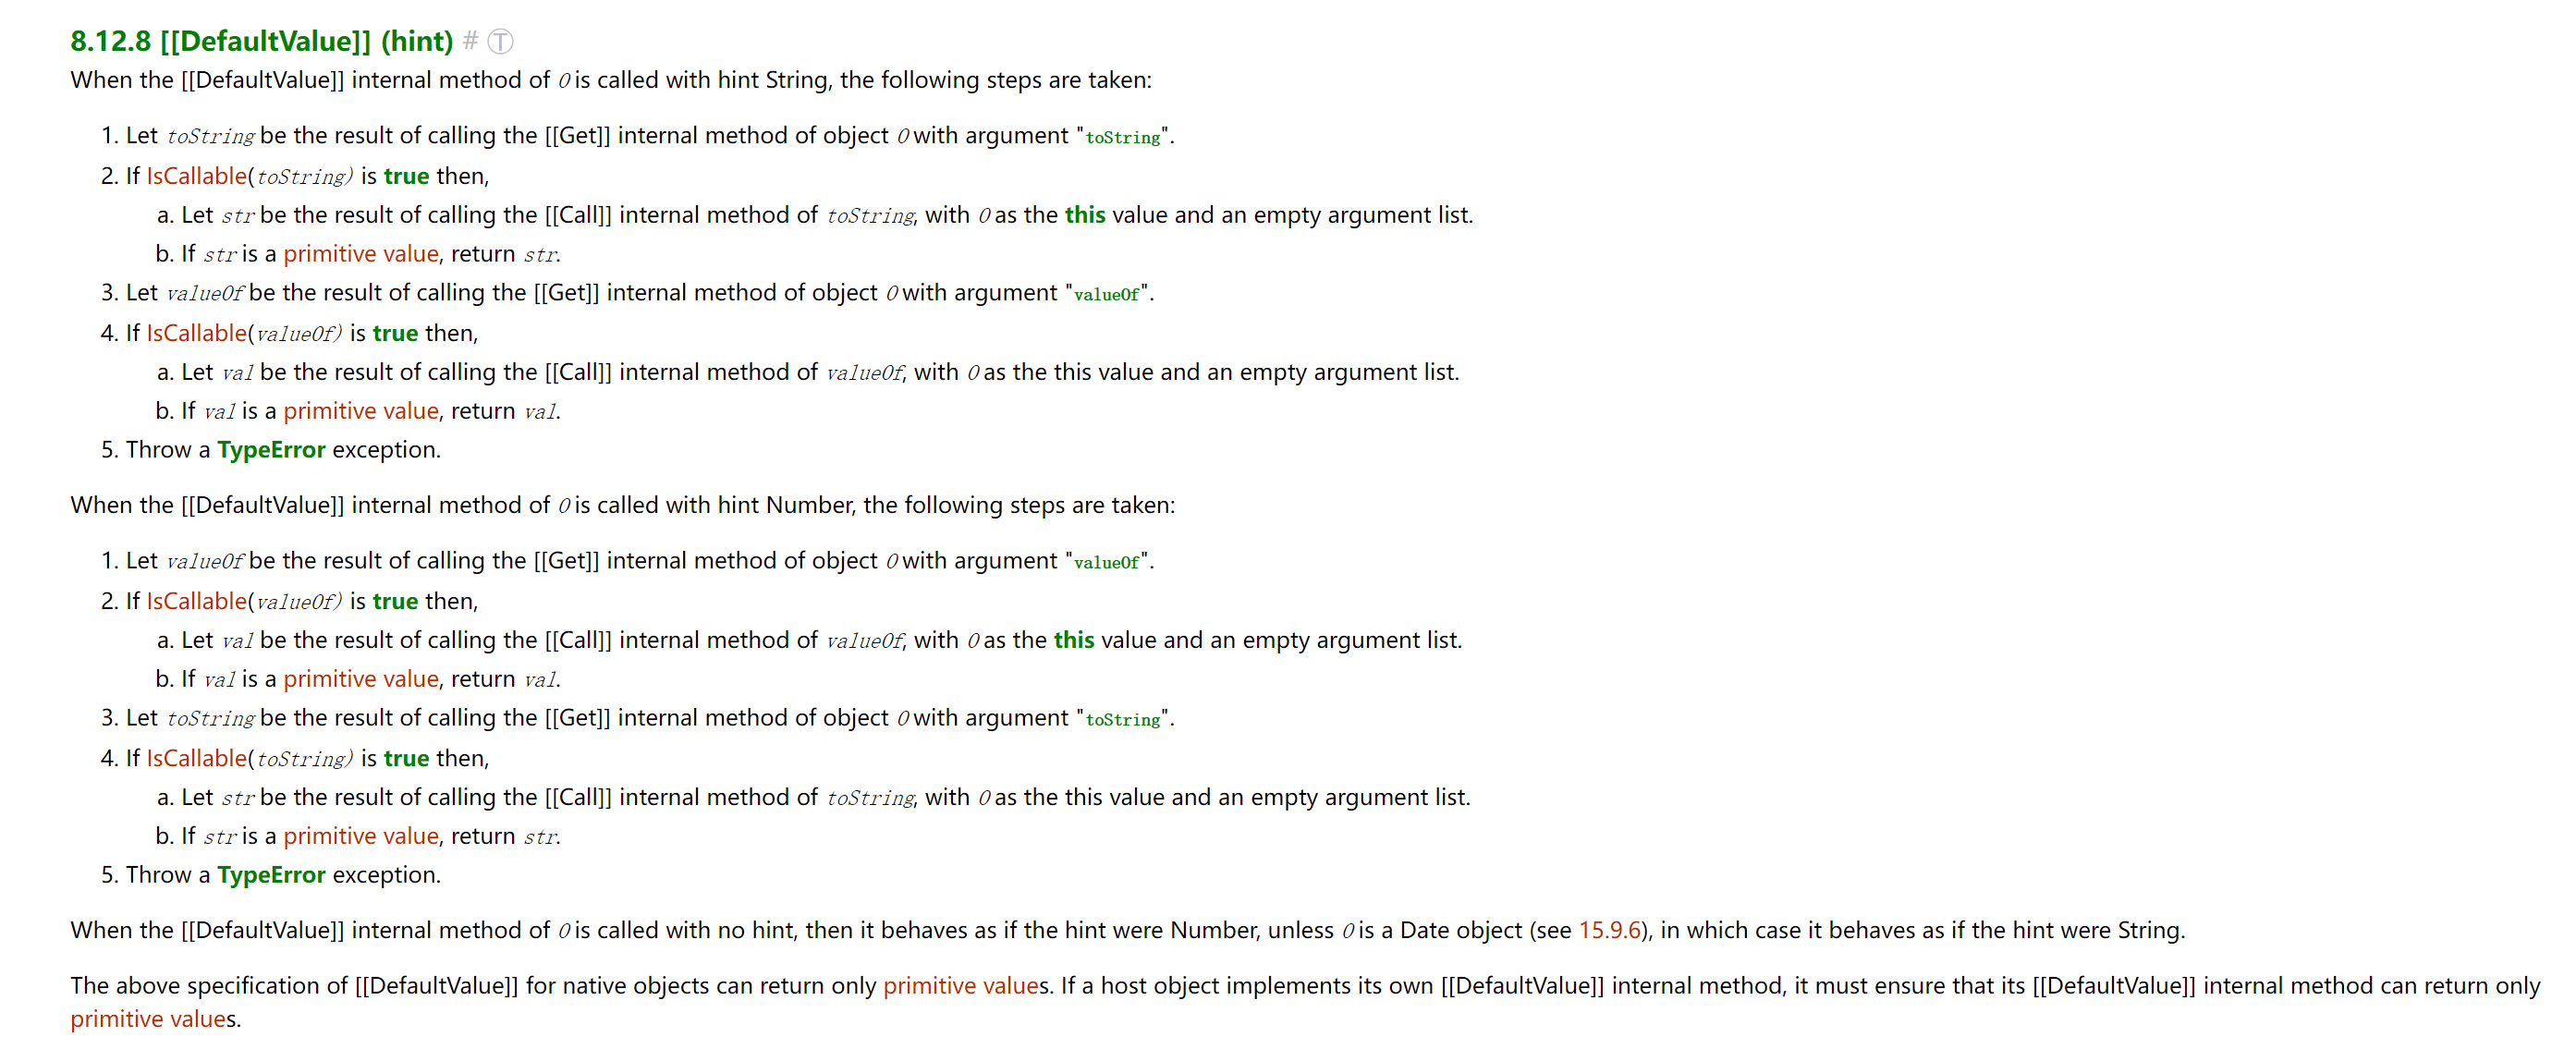 8.12.8 [[DefaultValue]] (hint) # Ⓣ
When the [[DefaultValue]] internal method of O is called with hint String, the following steps are taken:
1. Let toString be the result of calling the [[Get]] internal method of object O with argument "toString".
2. If IsCallable(toString) is true then,
a. Let str be the result of calling the [[Call]] internal method of toString, with O as the this value and an empty argument list.
b. If str is a primitive value, return str.
3. Let valueOf be the result of calling the [[Get]] internal method of object O with argument "valueOf".
4. If IsCallable(valueOf) is true then,
a. Let val be the result of calling the [[Call]] internal method of valueOf, with O as the this value and an empty argument list.
b. If val is a primitive value, return val.
5. Throw a TypeError exception.
When the [[DefaultValue]] internal method of O is called with hint Number, the following steps are taken:
1. Let valueOf be the result of calling the [[Get]] internal method of object O with argument "valueOf".
2. If IsCallable(valueOf) is true then,
a. Let val be the result of calling the [[Call]] internal method of valueOf, with O as the this value and an empty argument list.
b. If val is a primitive value, return val.
3. Let toString be the result of calling the [[Get]] internal method of object O with argument "toString".
4. If IsCallable(toString) is true then,
a. Let str be the result of calling the [[Call]] internal method of toString, with O as the this value and an empty argument list.
b. If str is a primitive value, return str.
5. Throw a TypeError exception.
When the [[DefaultValue]] internal method of O is called with no hint, then it behaves as if the hint were Number, unless O is a Date object (see 15.9.6), in which case it behaves as if the hint were String.
The above specification of [[DefaultValue]] for native objects can return only primitive values. If a host object implements its own [[DefaultValue]] internal method, it must ensure that its [[DefaultValue]] internal method can return only
primitive values.